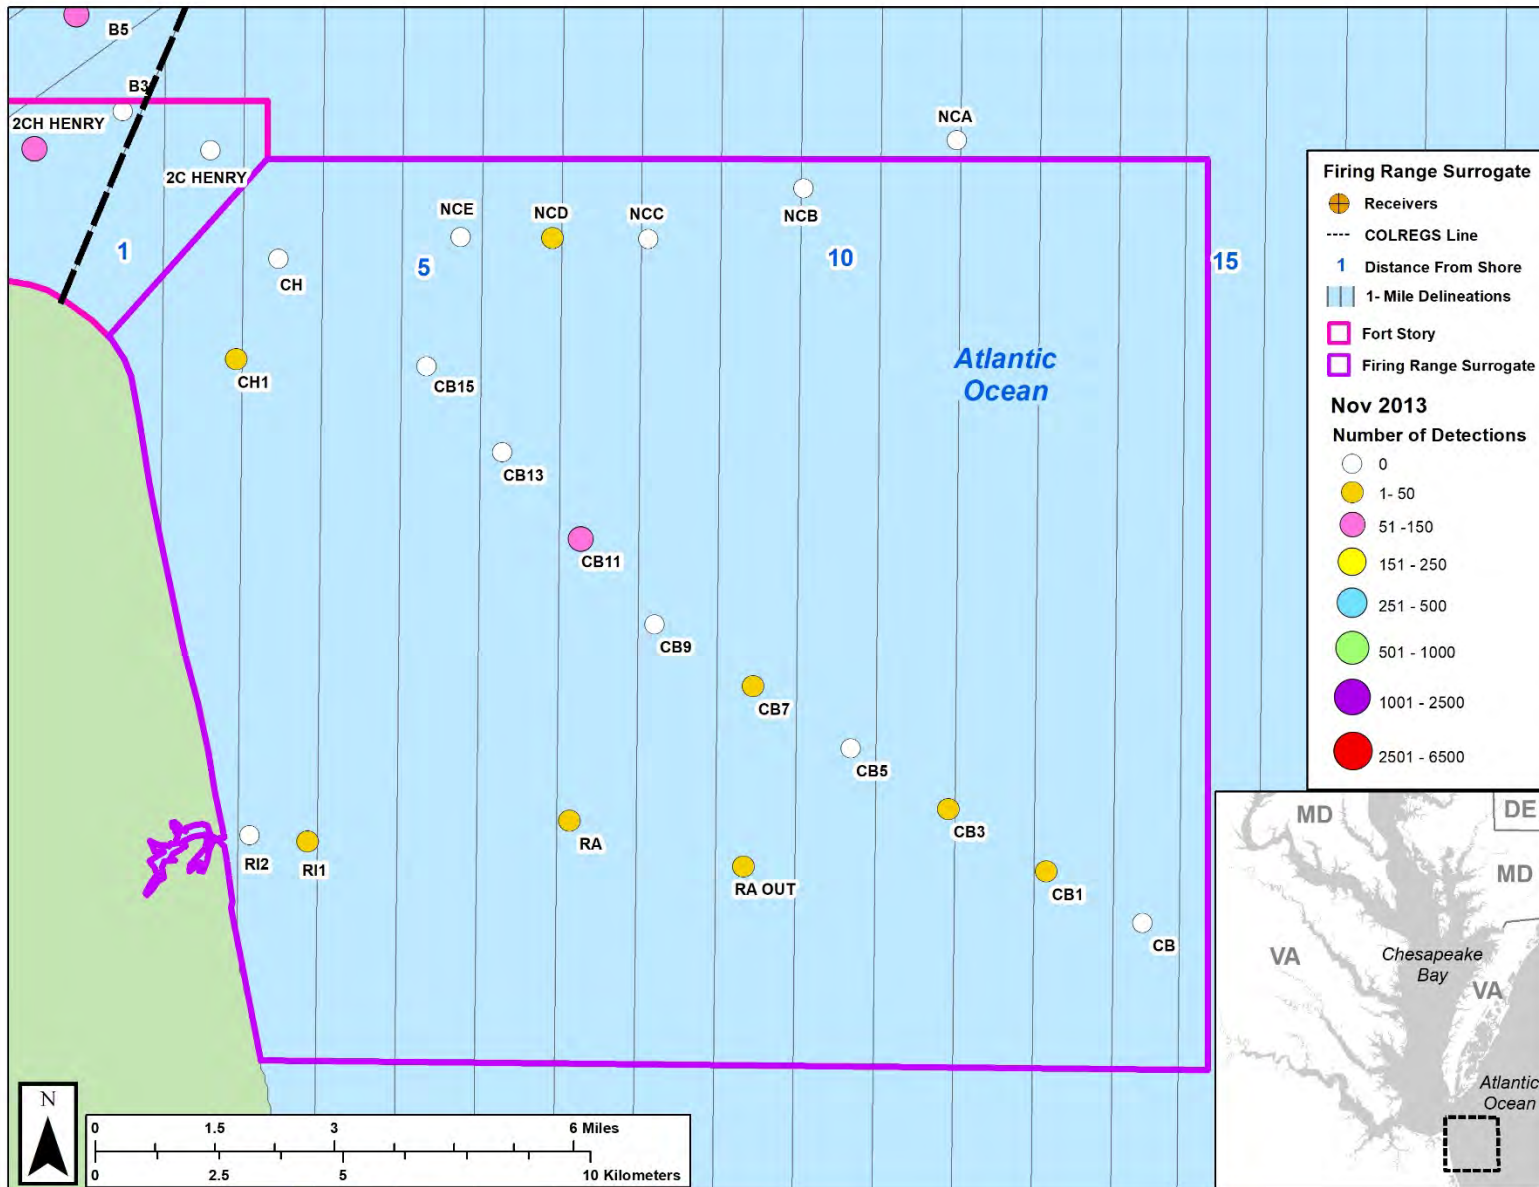 B5
B3
2CH HENRY
2C HENRY
NCA
NCB
NCE
NCD
NCC
1
5
10
15
CH
CH1
CB15
Atlantic
Ocean
CB13
CB11
CB9
CB7
CB5
CB3
CB1
CB
RI2
RI1
RA
RA OUT
Firing Range Surrogate
Receivers
COLREGS Line
1 Distance From Shore
1- Mile Delineations
Fort Story
Firing Range Surrogate
Nov 2013
Number of Detections
0
1- 50
51 -150
151 - 250
251 - 500
501 - 1000
1001 - 2500
2501 - 6500
MD
DE
MD
VA
Chesapeake
Bay
VA
Atlantic
Ocean
N
0 1.5 3 6 Miles
0 2.5 5 10 Kilometers